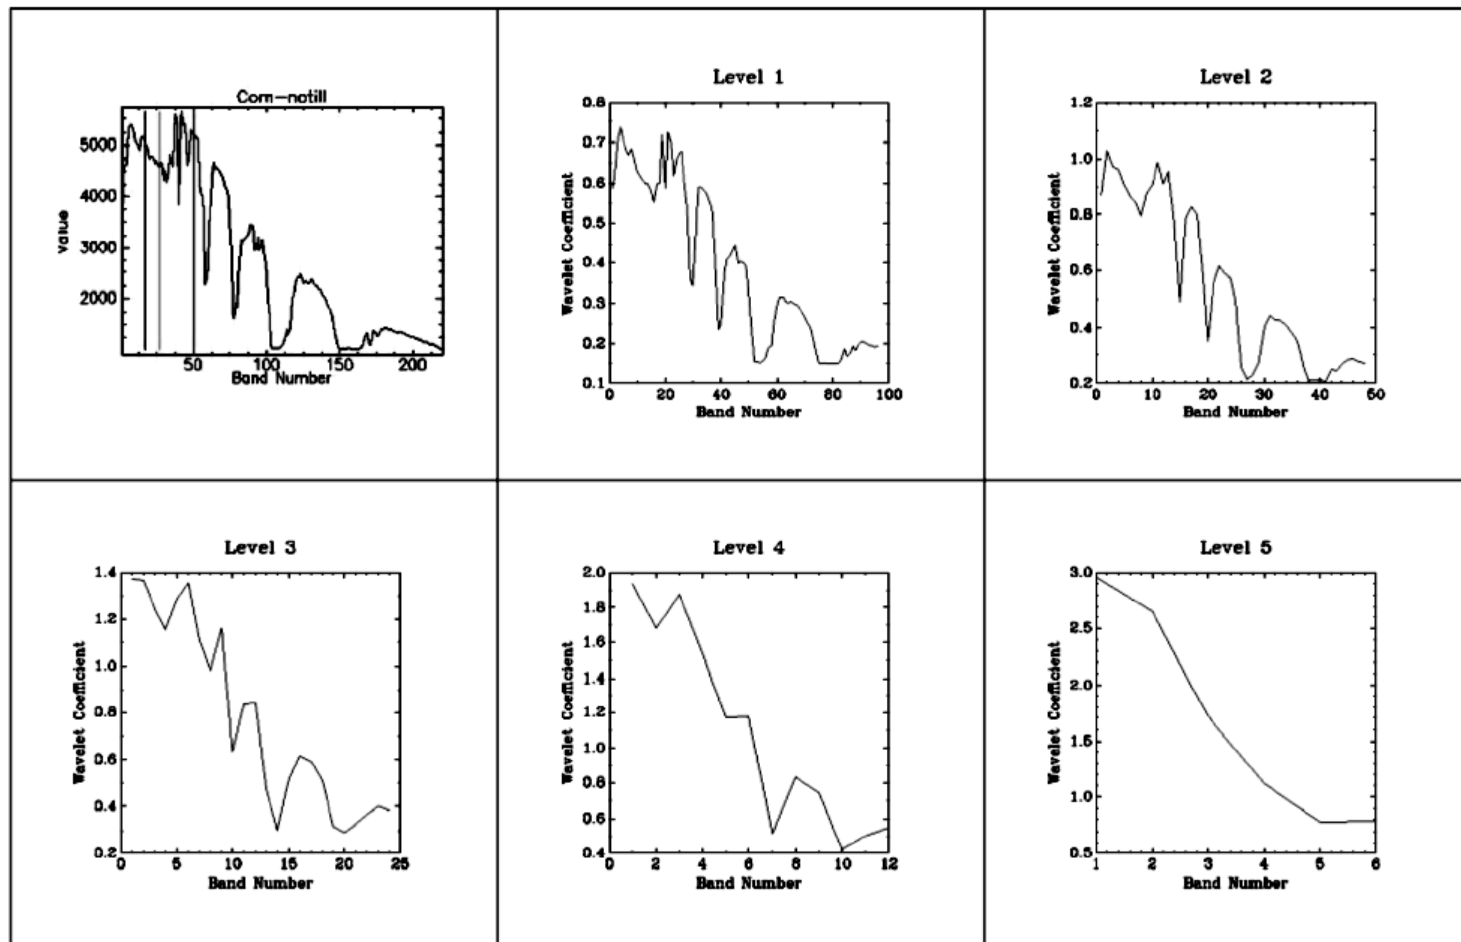 Corn-notill
Value
5000
4000
3000
2000
50 100 150 200
Band Number
Level 1
Wavelet Coefficient
0.8
0.7
0.6
0.5
0.4
0.3
0.2
0.1
0 20 40 60 80 100
Band Number
Level 2
Wavelet Coefficient
1.2
1.0
0.8
0.6
0.4
0.2
0 10 20 30 40 50
Band Number
Level 3
Wavelet Coefficient
1.4
1.2
1.0
0.8
0.6
0.4
0.2
0 5 10 15 20 25
Band Number
Level 4
Wavelet Coefficient
2.0
1.8
1.6
1.4
1.2
1.0
0.8
0.6
0.4
0 2 4 6 8 10 12
Band Number
Level 5
Wavelet Coefficient
3.0
2.5
2.0
1.5
1.0
0.5
1 2 3 4 5 6
Band Number